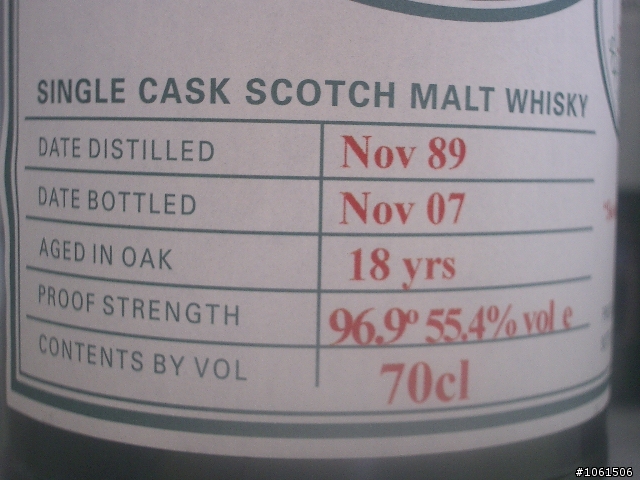 SINGLE CASK SCOTCH MALT WHISKY
DATE DISTILLED Nov 89
DATE BOTTLED Nov 07
AGED IN OAK 18 yrs
PROOF STRENGTH 96.9º 55.4% vol e
CONTENTS BY VOL 70cl
#1061506